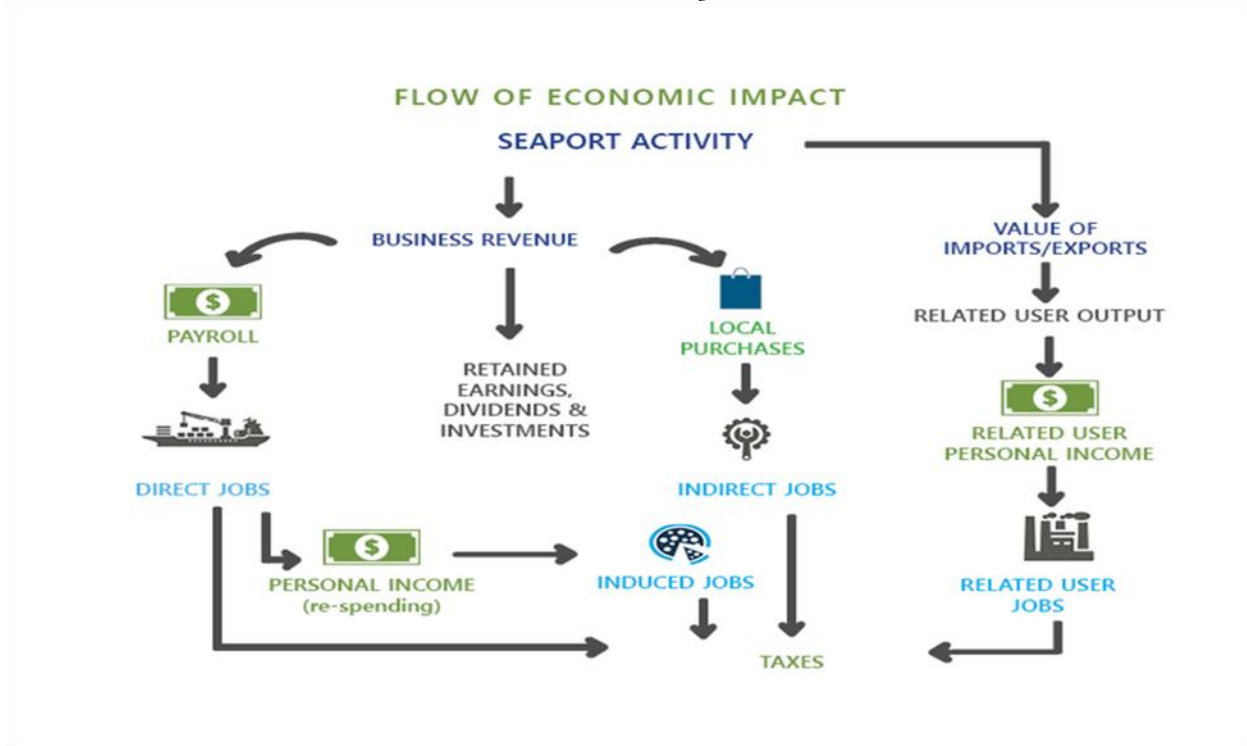 FLOW OF ECONOMIC IMPACT
SEAPORT ACTIVITY
BUSINESS REVENUE
VALUE OF
IMPORTS/EXPORTS
$
PAYROLL
LOCAL
PURCHASES
RELATED USER OUTPUT
RETAINED
EARNINGS,
DIVIDENDS &
INVESTMENTS
$
RELATED USER
PERSONAL INCOME
DIRECT JOBS
INDIRECT JOBS
$
PERSONAL INCOME
(re-spending)
INDUCED JOBS
RELATED USER
JOBS
TAXES